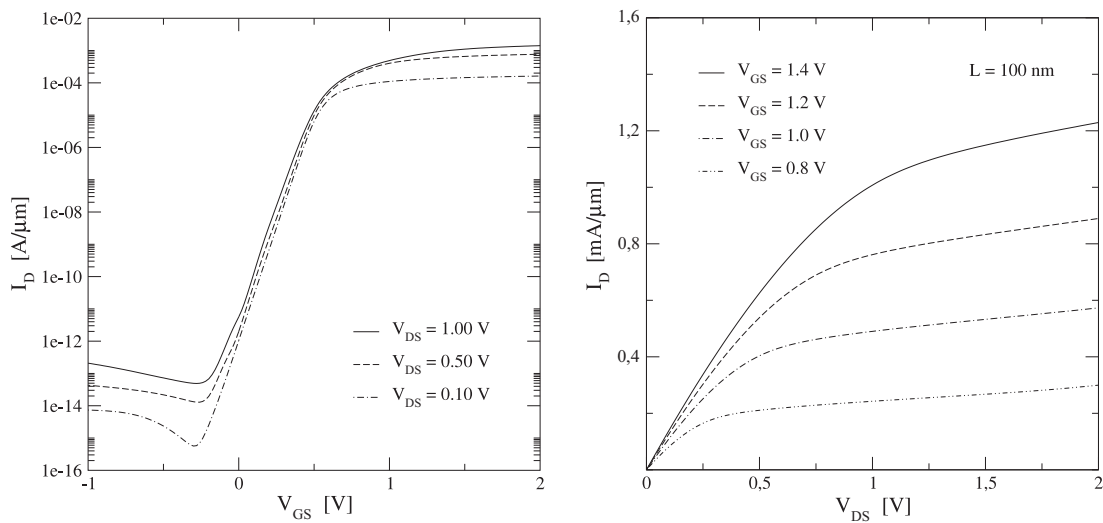 1e-02
1e-04
1e-06
1e-08
1e-10
1e-12
1e-14
1e-16
I_D [A/μm]
V_DS = 1.00 V
V_DS = 0.50 V
V_DS = 0.10 V
-1
0
1
2
V_GS [V]
1,6
1,2
0,8
0,4
I_D [mA/μm]
V_GS = 1.4 V
V_GS = 1.2 V
V_GS = 1.0 V
V_GS = 0.8 V
L = 100 nm
0
0,5
1
1,5
2
V_DS [V]